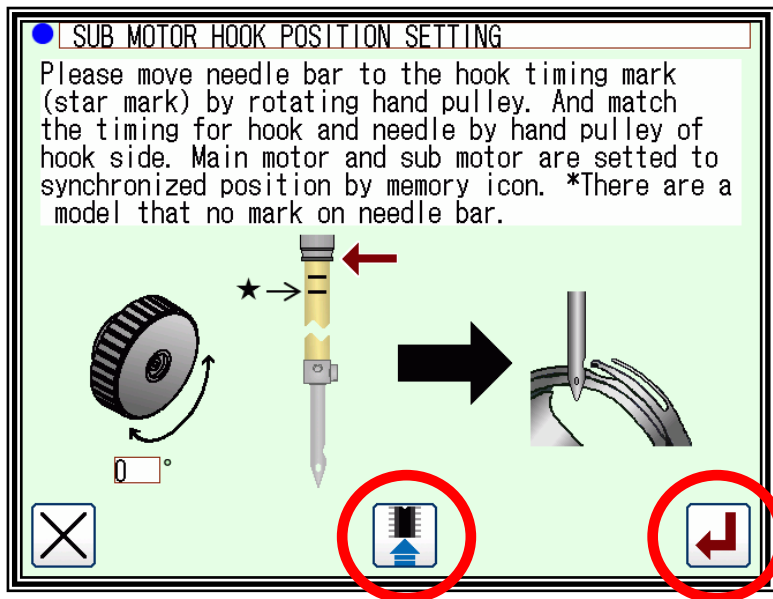 SUB MOTOR HOOK POSITION SETTING
Please move needle bar to the hook timing mark
(star mark) by rotating hand pulley. And match
the timing for hook and needle by hand pulley of
hook side. Main motor and sub motor are setted to
synchronized position by memory icon. *There are a
model that no mark on needle bar.
★
0 °